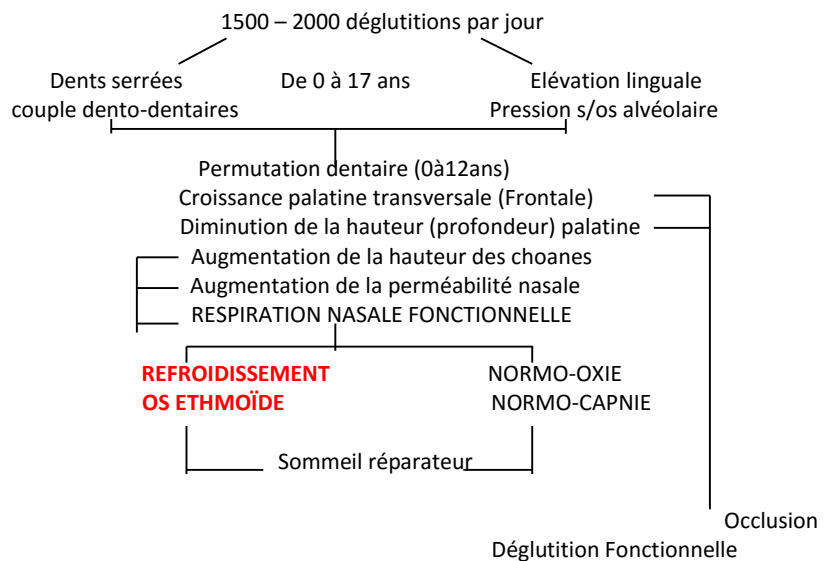 1500 – 2000 déglutitions par jour
Dents serrées De 0 à 17 ans Elévation linguale
couple dento-dentaires Pression s/os alvéolaire
Permutation dentaire (0à12ans)
Croissance palatine transversale (Frontale)
Diminution de la hauteur (profondeur) palatine
Augmentation de la hauteur des choanes
Augmentation de la perméabilité nasale
RESPIRATION NASALE FONCTIONNELLE
REFROIDISSEMENT NORMO-OXIE
OS ETHMOÏDE NORMO-CAPNIE
Sommeil réparateur
Occlusion
Déglutition Fonctionnelle